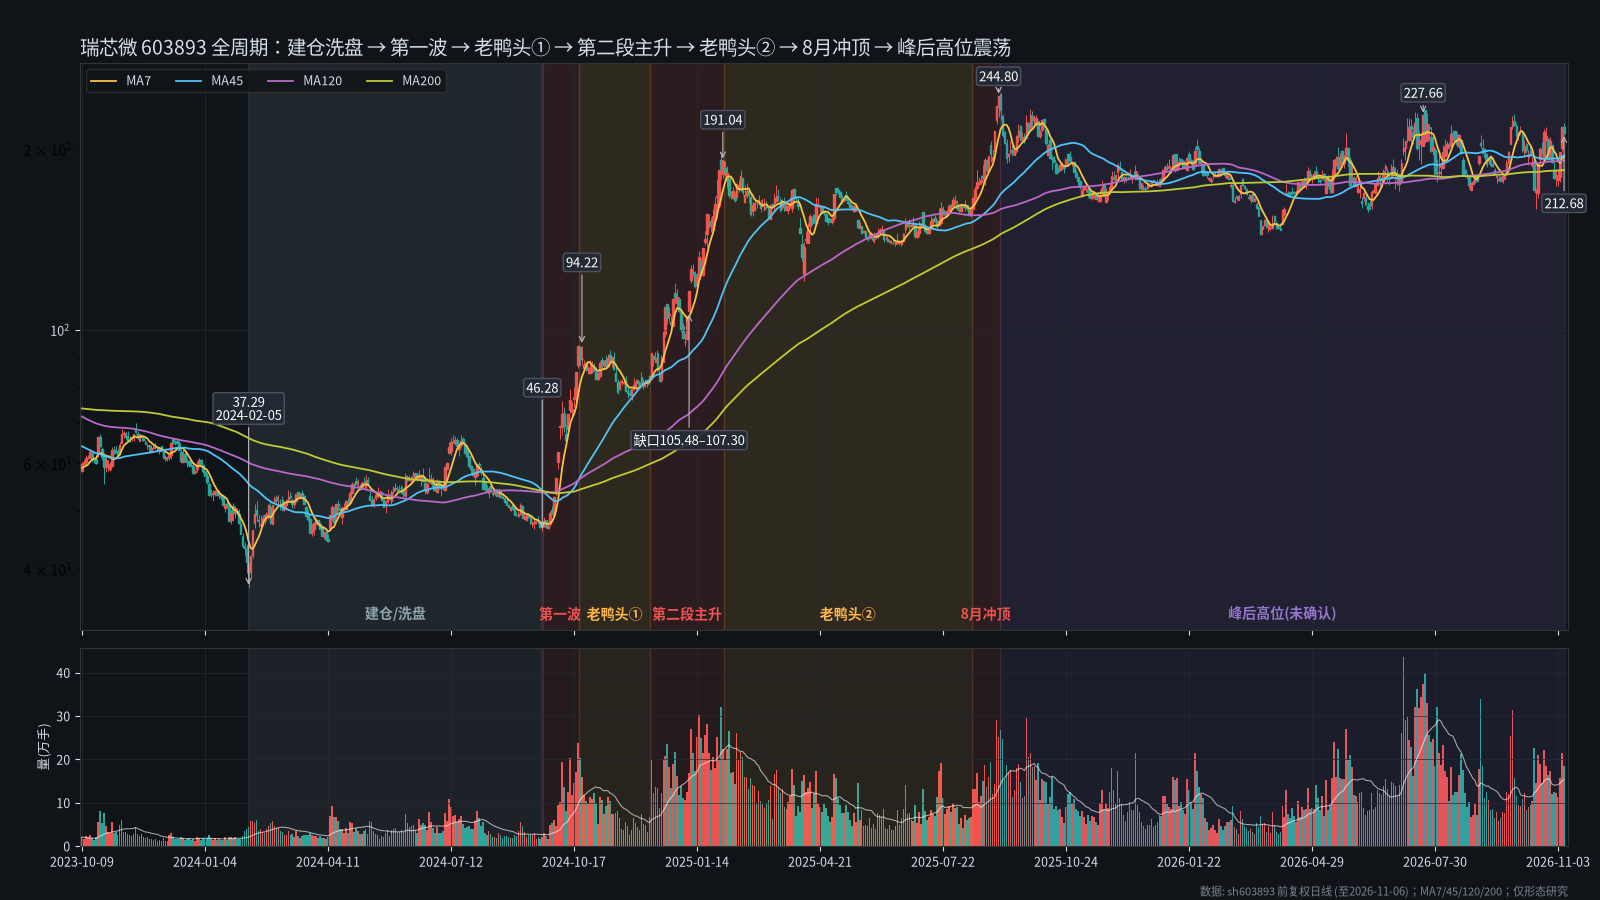 瑞芯微 603893 全周期：建仓洗盘 → 第一波 → 老鸭头① → 第二段主升 → 老鸭头② → 8月冲顶 → 峰后高位震荡
MA7 MA45 MA120 MA200
244.80
227.66
191.04
2 × 10²
212.68
94.22
10²
46.28
37.29
2024-02-05
缺口105.48–107.30
6 × 10¹
4 × 10¹
建仓/洗盘 第一波 老鸭头① 第二段主升 老鸭头② 8月冲顶 峰后高位(未确认)
量(万手)
40
30
20
10
0
2023-10-09 2024-01-04 2024-04-11 2024-07-12 2024-10-17 2025-01-14 2025-04-21 2025-07-22 2025-10-24 2026-01-22 2026-04-29 2026-07-30 2026-11-03
数据: sh603893 前复权日线 (至2026-11-06)；MA7/45/120/200；仅形态研究